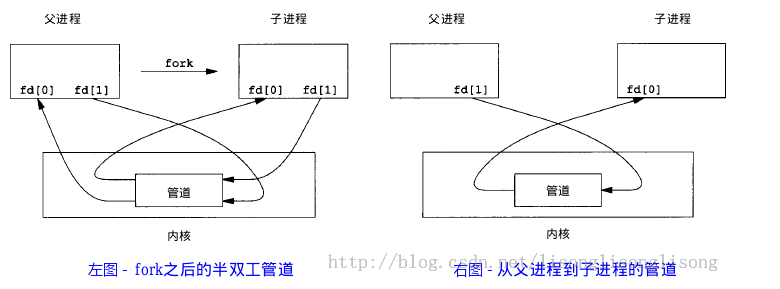 父进程
子进程
父进程
子进程
fork
fd[0]
fd[1]
fd[0]
fd[1]
fd[1]
fd[0]
管道
管道
内核
内核
http://blog.csdn.net/lisonglisonglisong
左图 - fork之后的半双工管道
右图 - 从父进程到子进程的管道